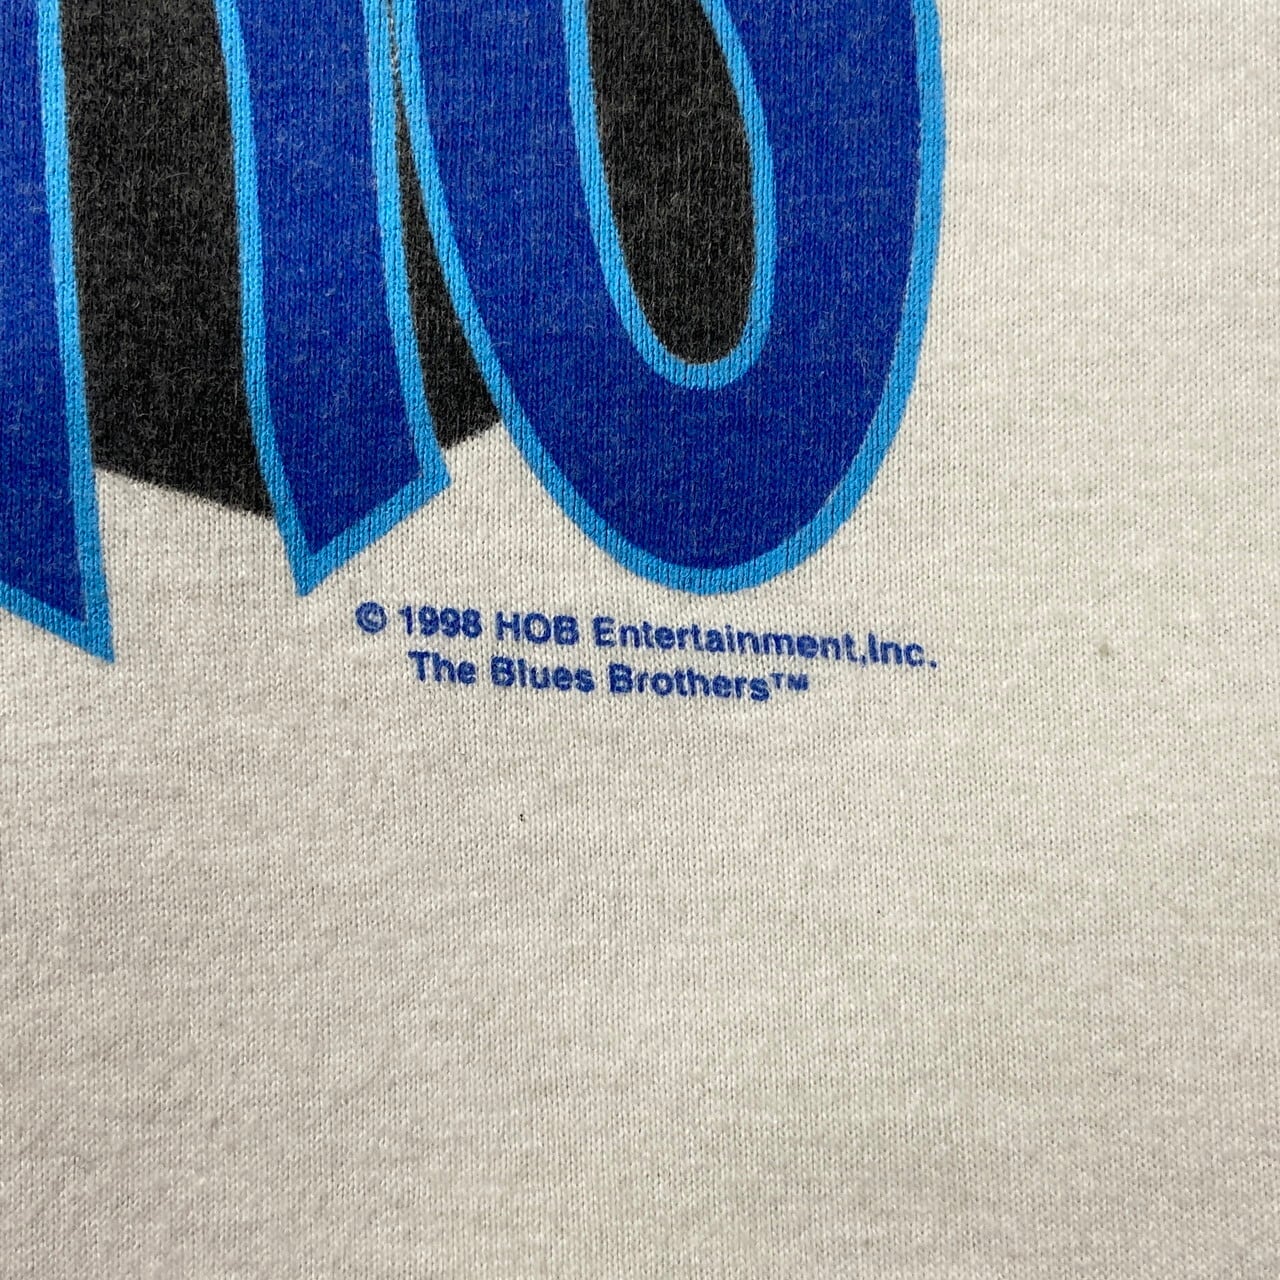 © 1998 HOB Entertainment,Inc.
The Blues Brothers™